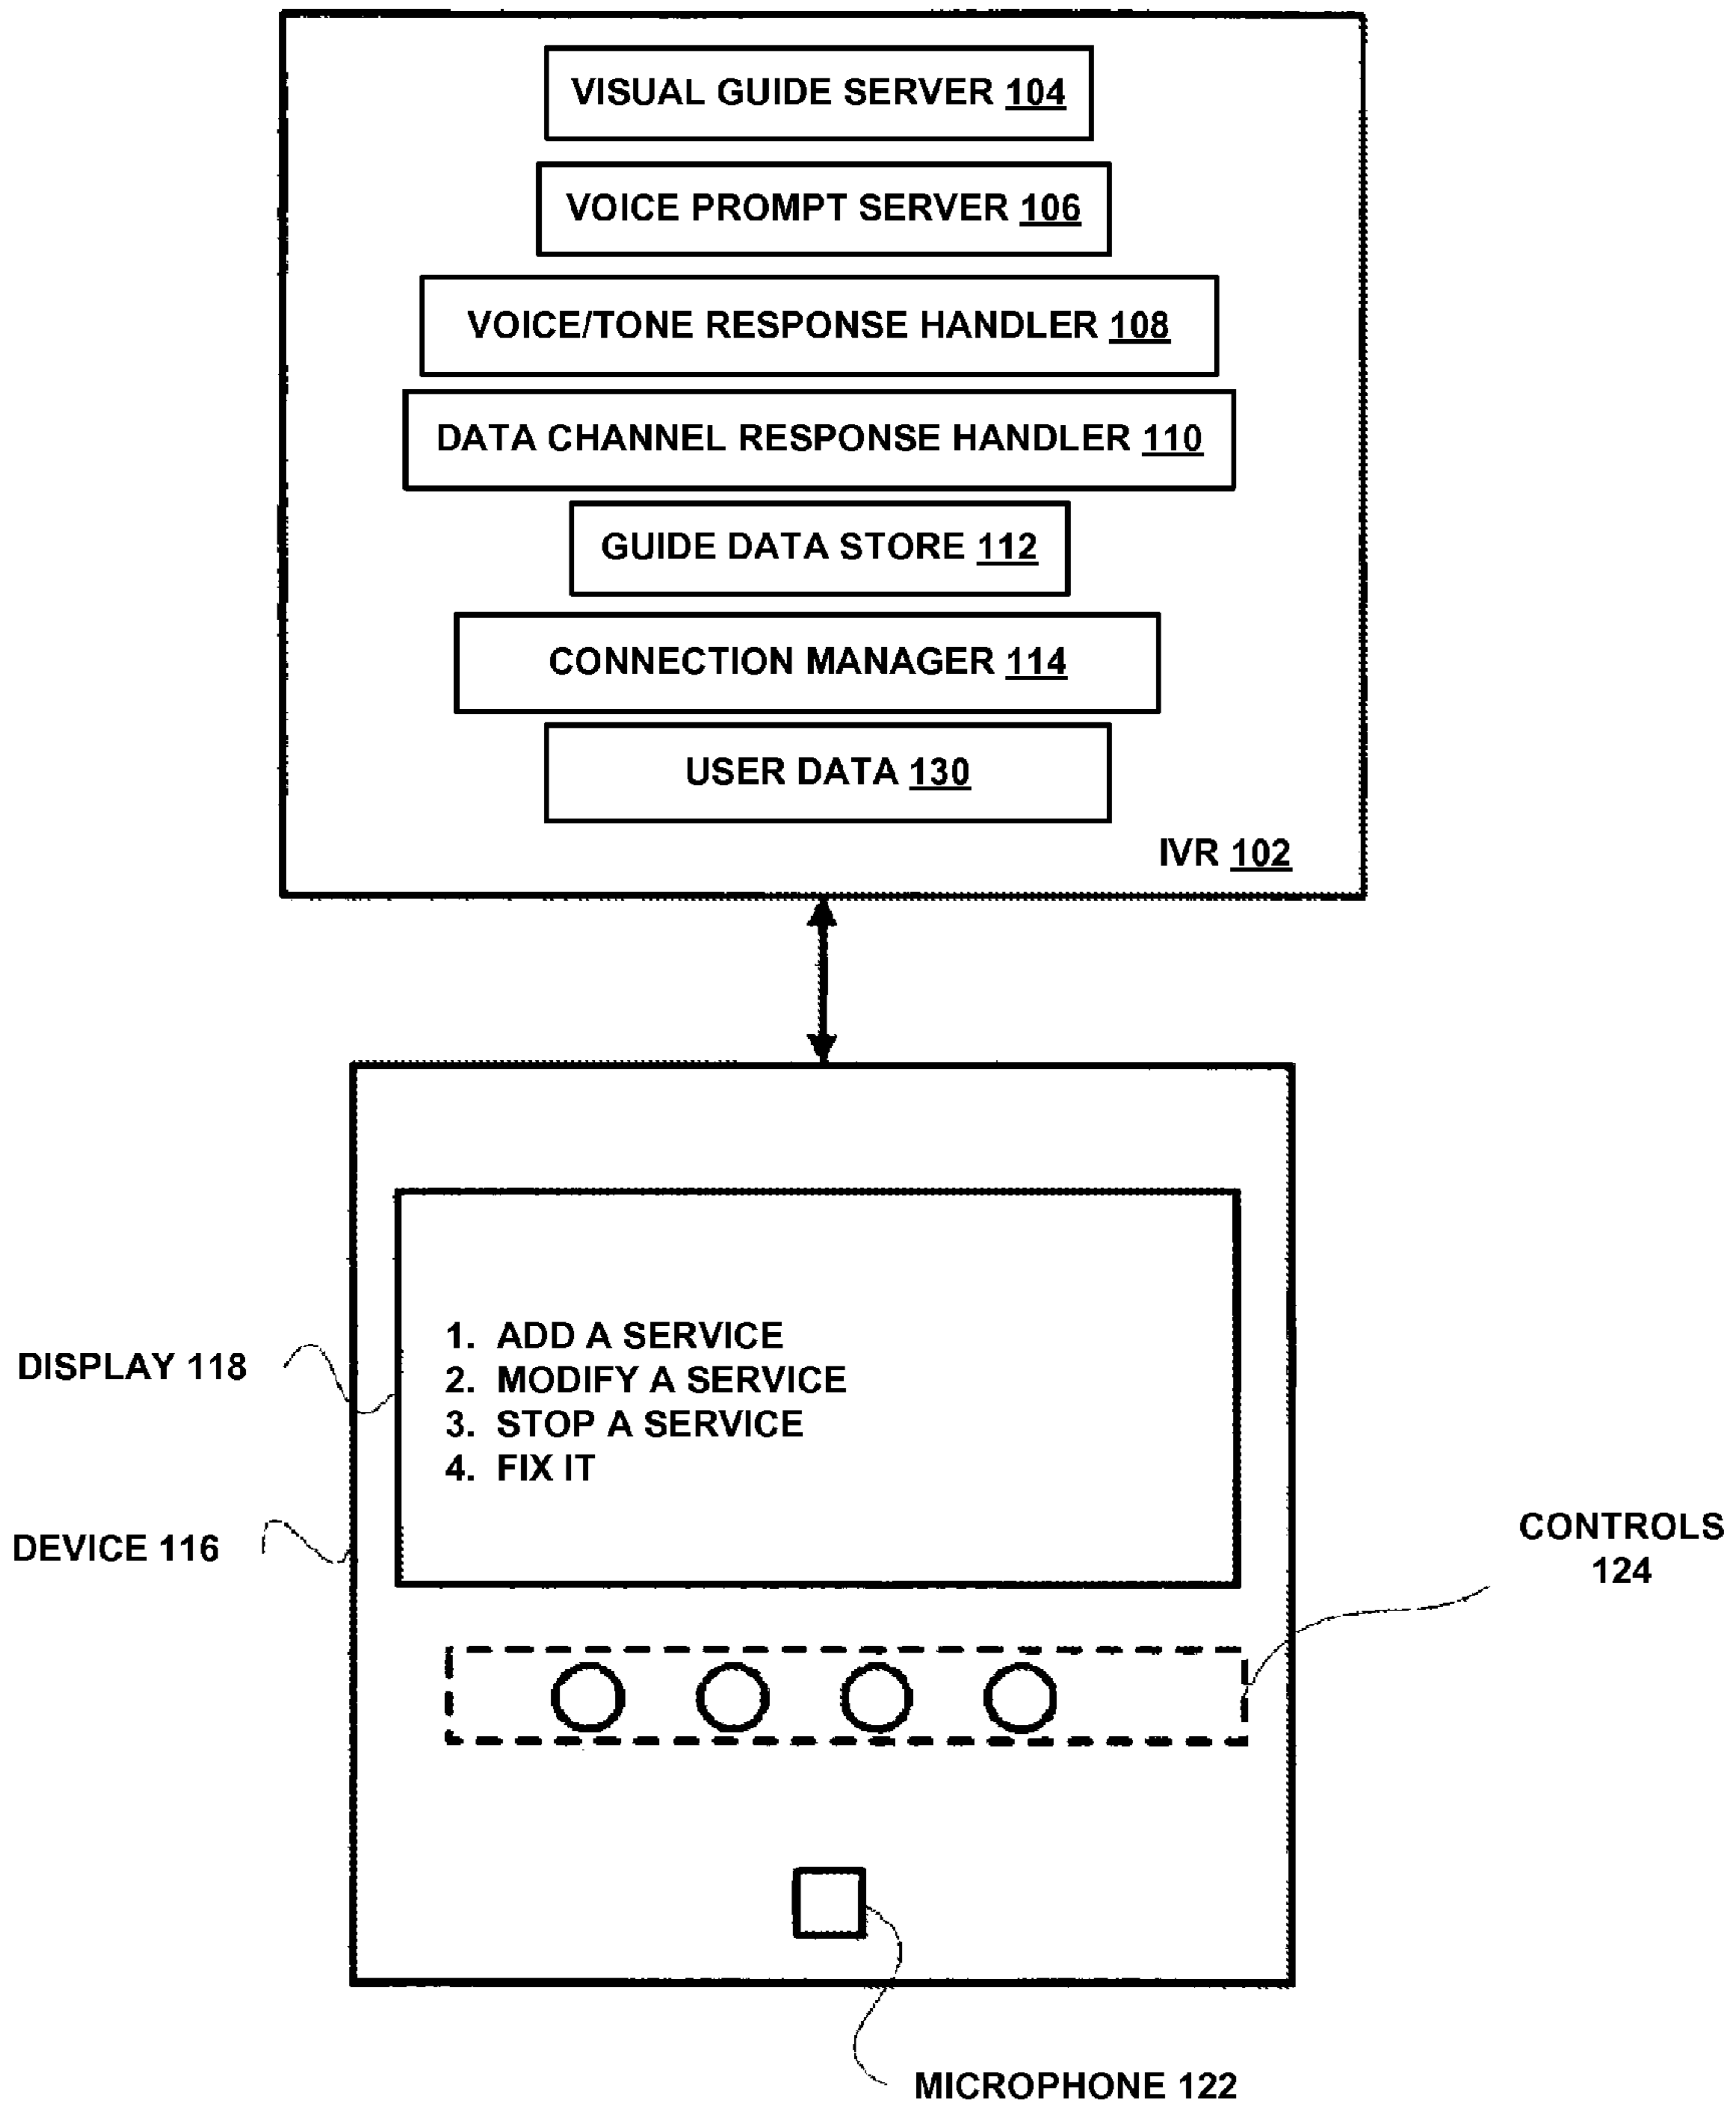 VISUAL GUIDE SERVER 104
VOICE PROMPT SERVER 106
VOICE/TONE RESPONSE HANDLER 108
DATA CHANNEL RESPONSE HANDLER 110
GUIDE DATA STORE 112
CONNECTION MANAGER 114
USER DATA 130
IVR 102
1. ADD A SERVICE
2. MODIFY A SERVICE
3. STOP A SERVICE
4. FIX IT
DISPLAY 118
DEVICE 116
CONTROLS
124
MICROPHONE 122